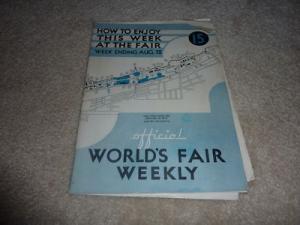 HOW TO ENJOY
THIS WEEK
AT THE FAIR
WEEK ENDING AUG. 12
15
official
WORLD'S FAIR
WEEKLY